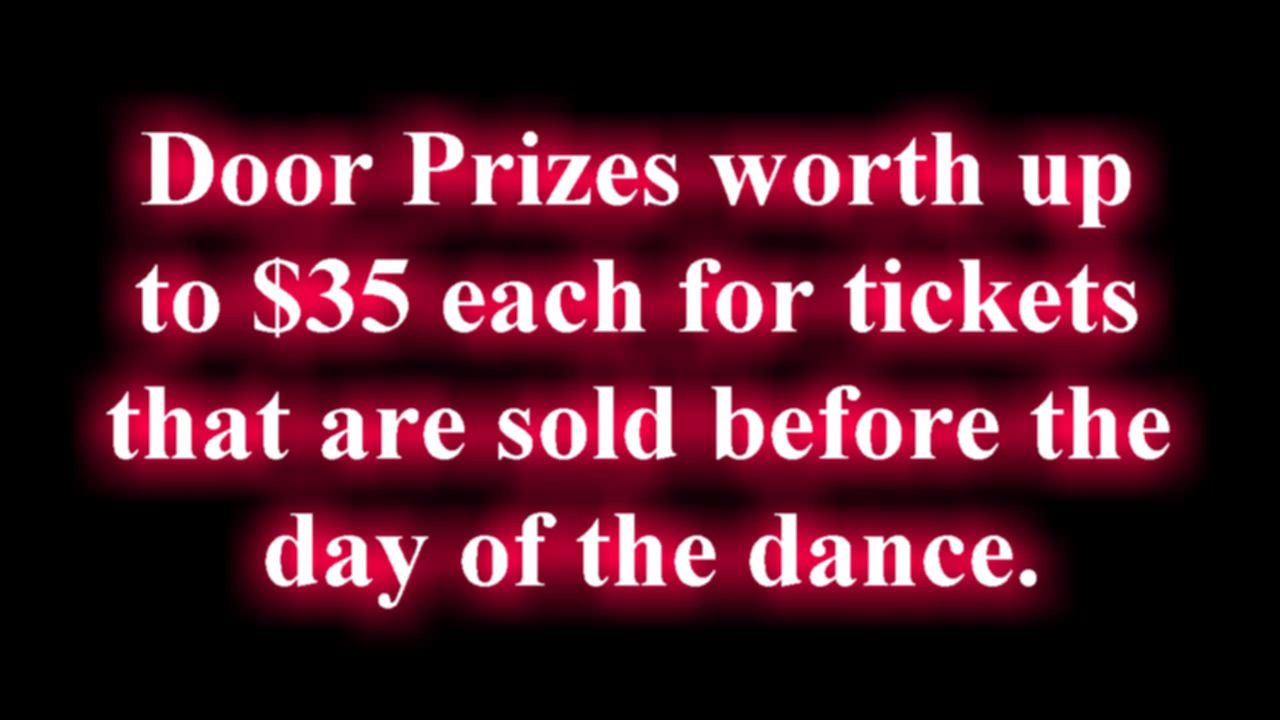 Door Prizes worth up
to $35 each for tickets
that are sold before the
day of the dance.